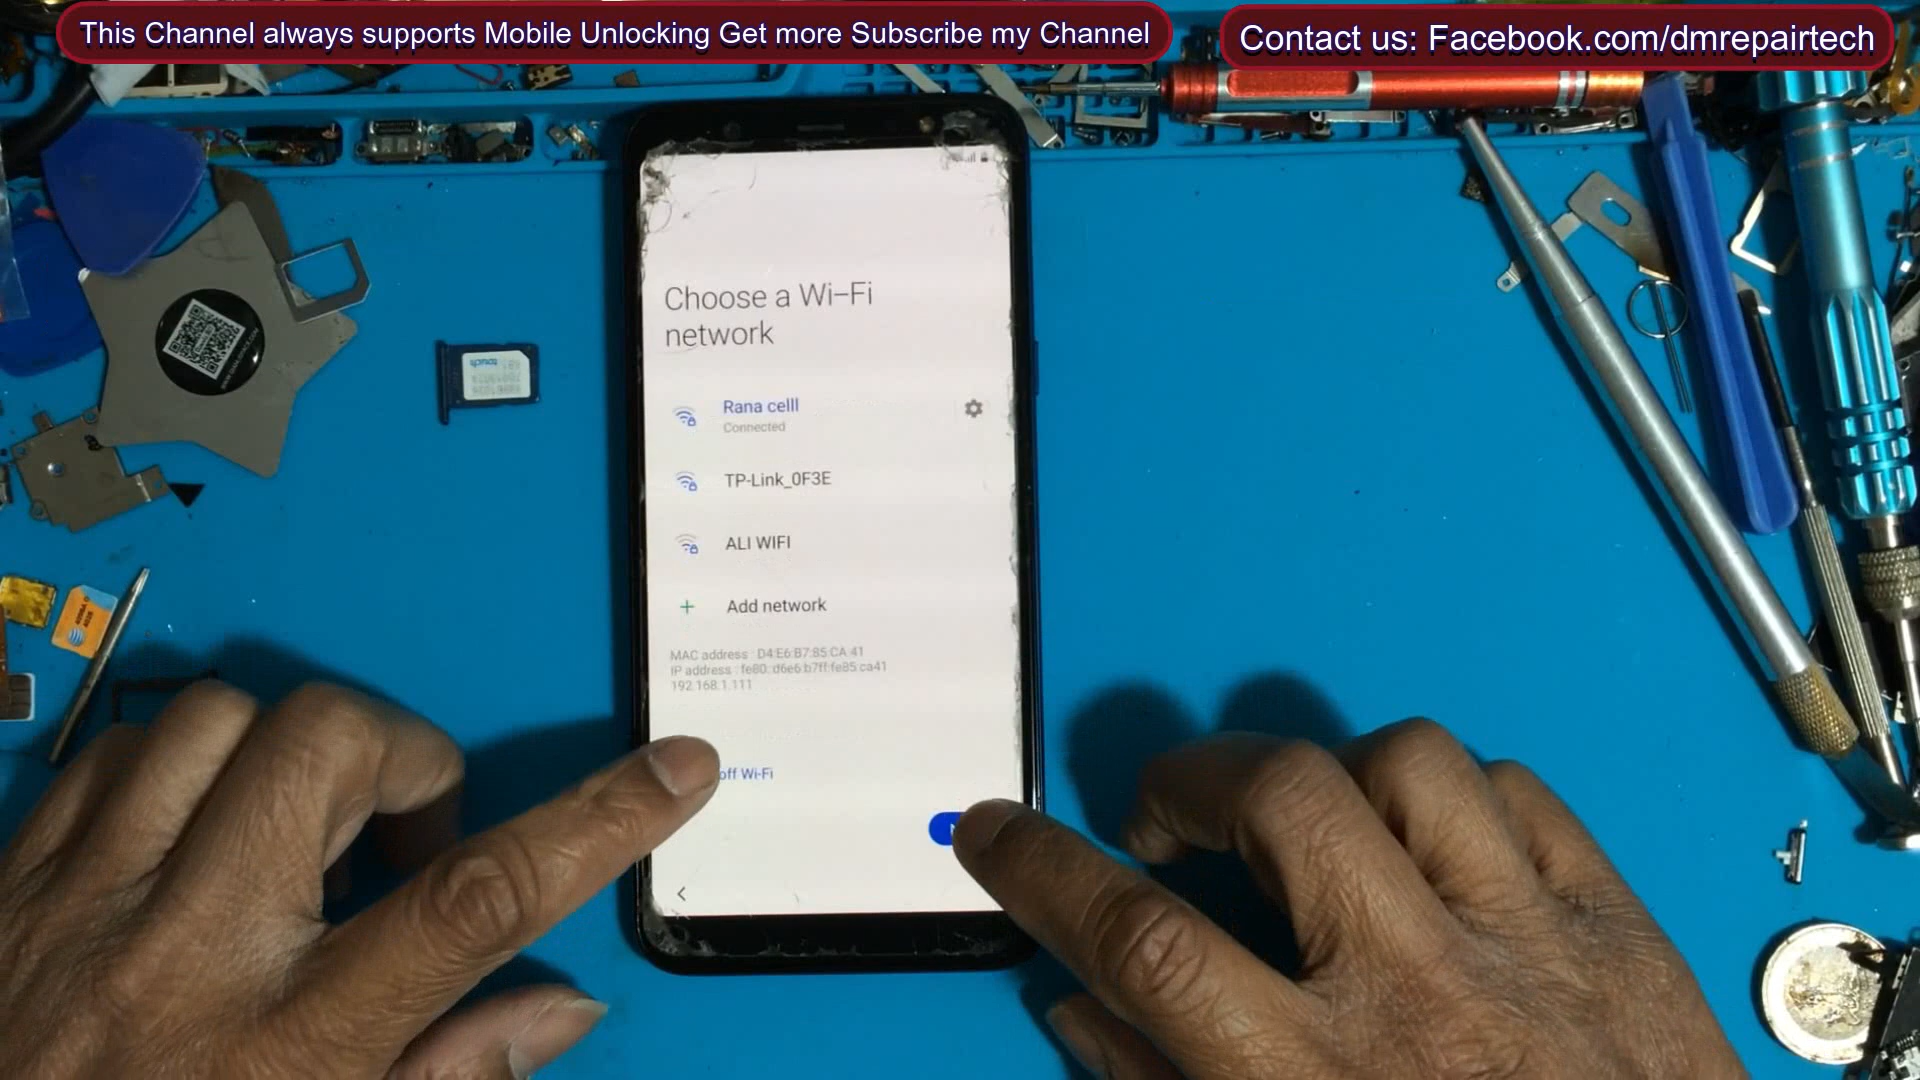 This Channel always supports Mobile Unlocking Get more Subscribe my Channel
Contact us: Facebook.com/dmrepairtech
Choose a Wi-Fi
network
Rana celll
Connected
TP-Link_0F3E
ALI WIFI
+ Add network
MAC address : D4:E6:B7:85:CA:41
IP address : fe80::d6e6:b7ff:fe85:ca41
192.168.1.111
off Wi-Fi
touch